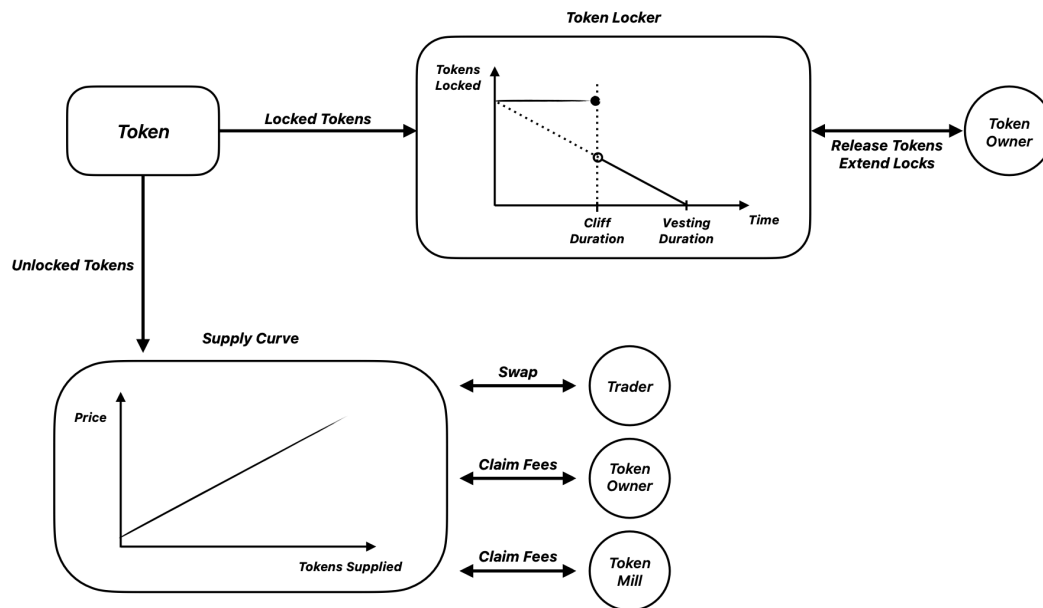 Token Locker
Tokens
Locked
Token
Locked Tokens
Token
Owner
Release Tokens
Extend Locks
Cliff
Duration
Vesting
Duration
Time
Unlocked Tokens
Supply Curve
Swap
Trader
Price
Claim Fees
Token
Owner
Claim Fees
Token
Mill
Tokens Supplied